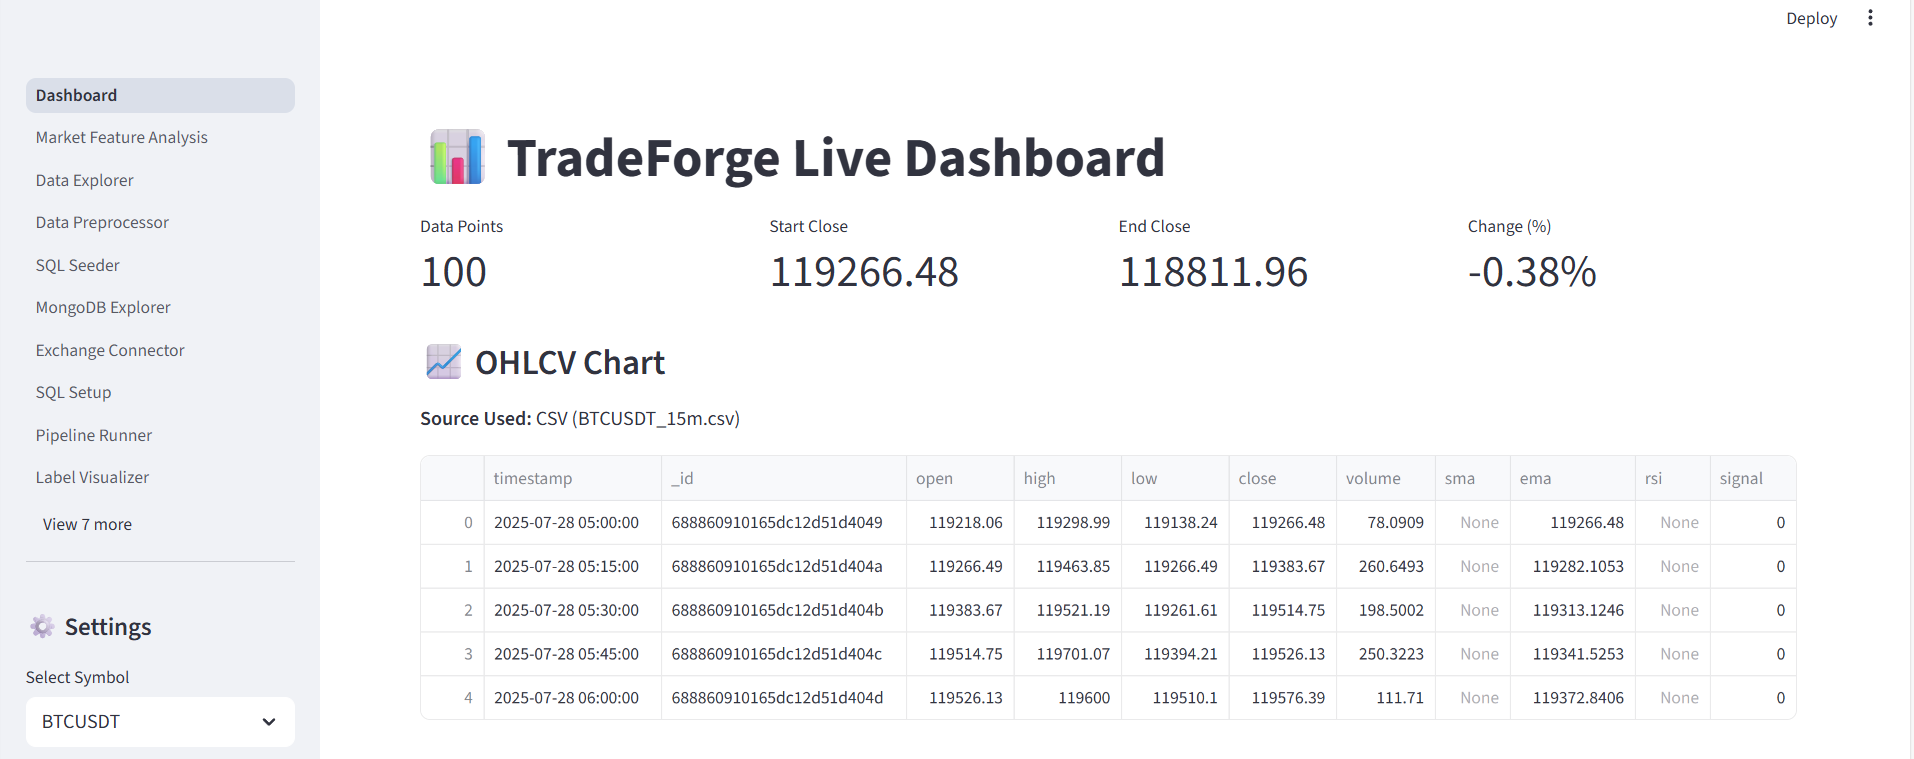 Deploy
Dashboard
Market Feature Analysis
Data Explorer
Data Preprocessor
SQL Seeder
MongoDB Explorer
Exchange Connector
SQL Setup
Pipeline Runner
Label Visualizer
View 7 more
Settings
Select Symbol
BTCUSDT
TradeForge Live Dashboard
Data Points Start Close End Close Change (%)
100 119266.48 118811.96 -0.38%
OHLCV Chart
Source Used: CSV (BTCUSDT_15m.csv)
timestamp _id open high low close volume sma ema rsi signal
0 2025-07-28 05:00:00 688860910165dc12d51d4049 119218.06 119298.99 119138.24 119266.48 78.0909 None 119266.48 None 0
1 2025-07-28 05:15:00 688860910165dc12d51d404a 119266.49 119463.85 119266.49 119383.67 260.6493 None 119282.1053 None 0
2 2025-07-28 05:30:00 688860910165dc12d51d404b 119383.67 119521.19 119261.61 119514.75 198.5002 None 119313.1246 None 0
3 2025-07-28 05:45:00 688860910165dc12d51d404c 119514.75 119701.07 119394.21 119526.13 250.3223 None 119341.5253 None 0
4 2025-07-28 06:00:00 688860910165dc12d51d404d 119526.13 119600 119510.1 119576.39 111.71 None 119372.8406 None 0